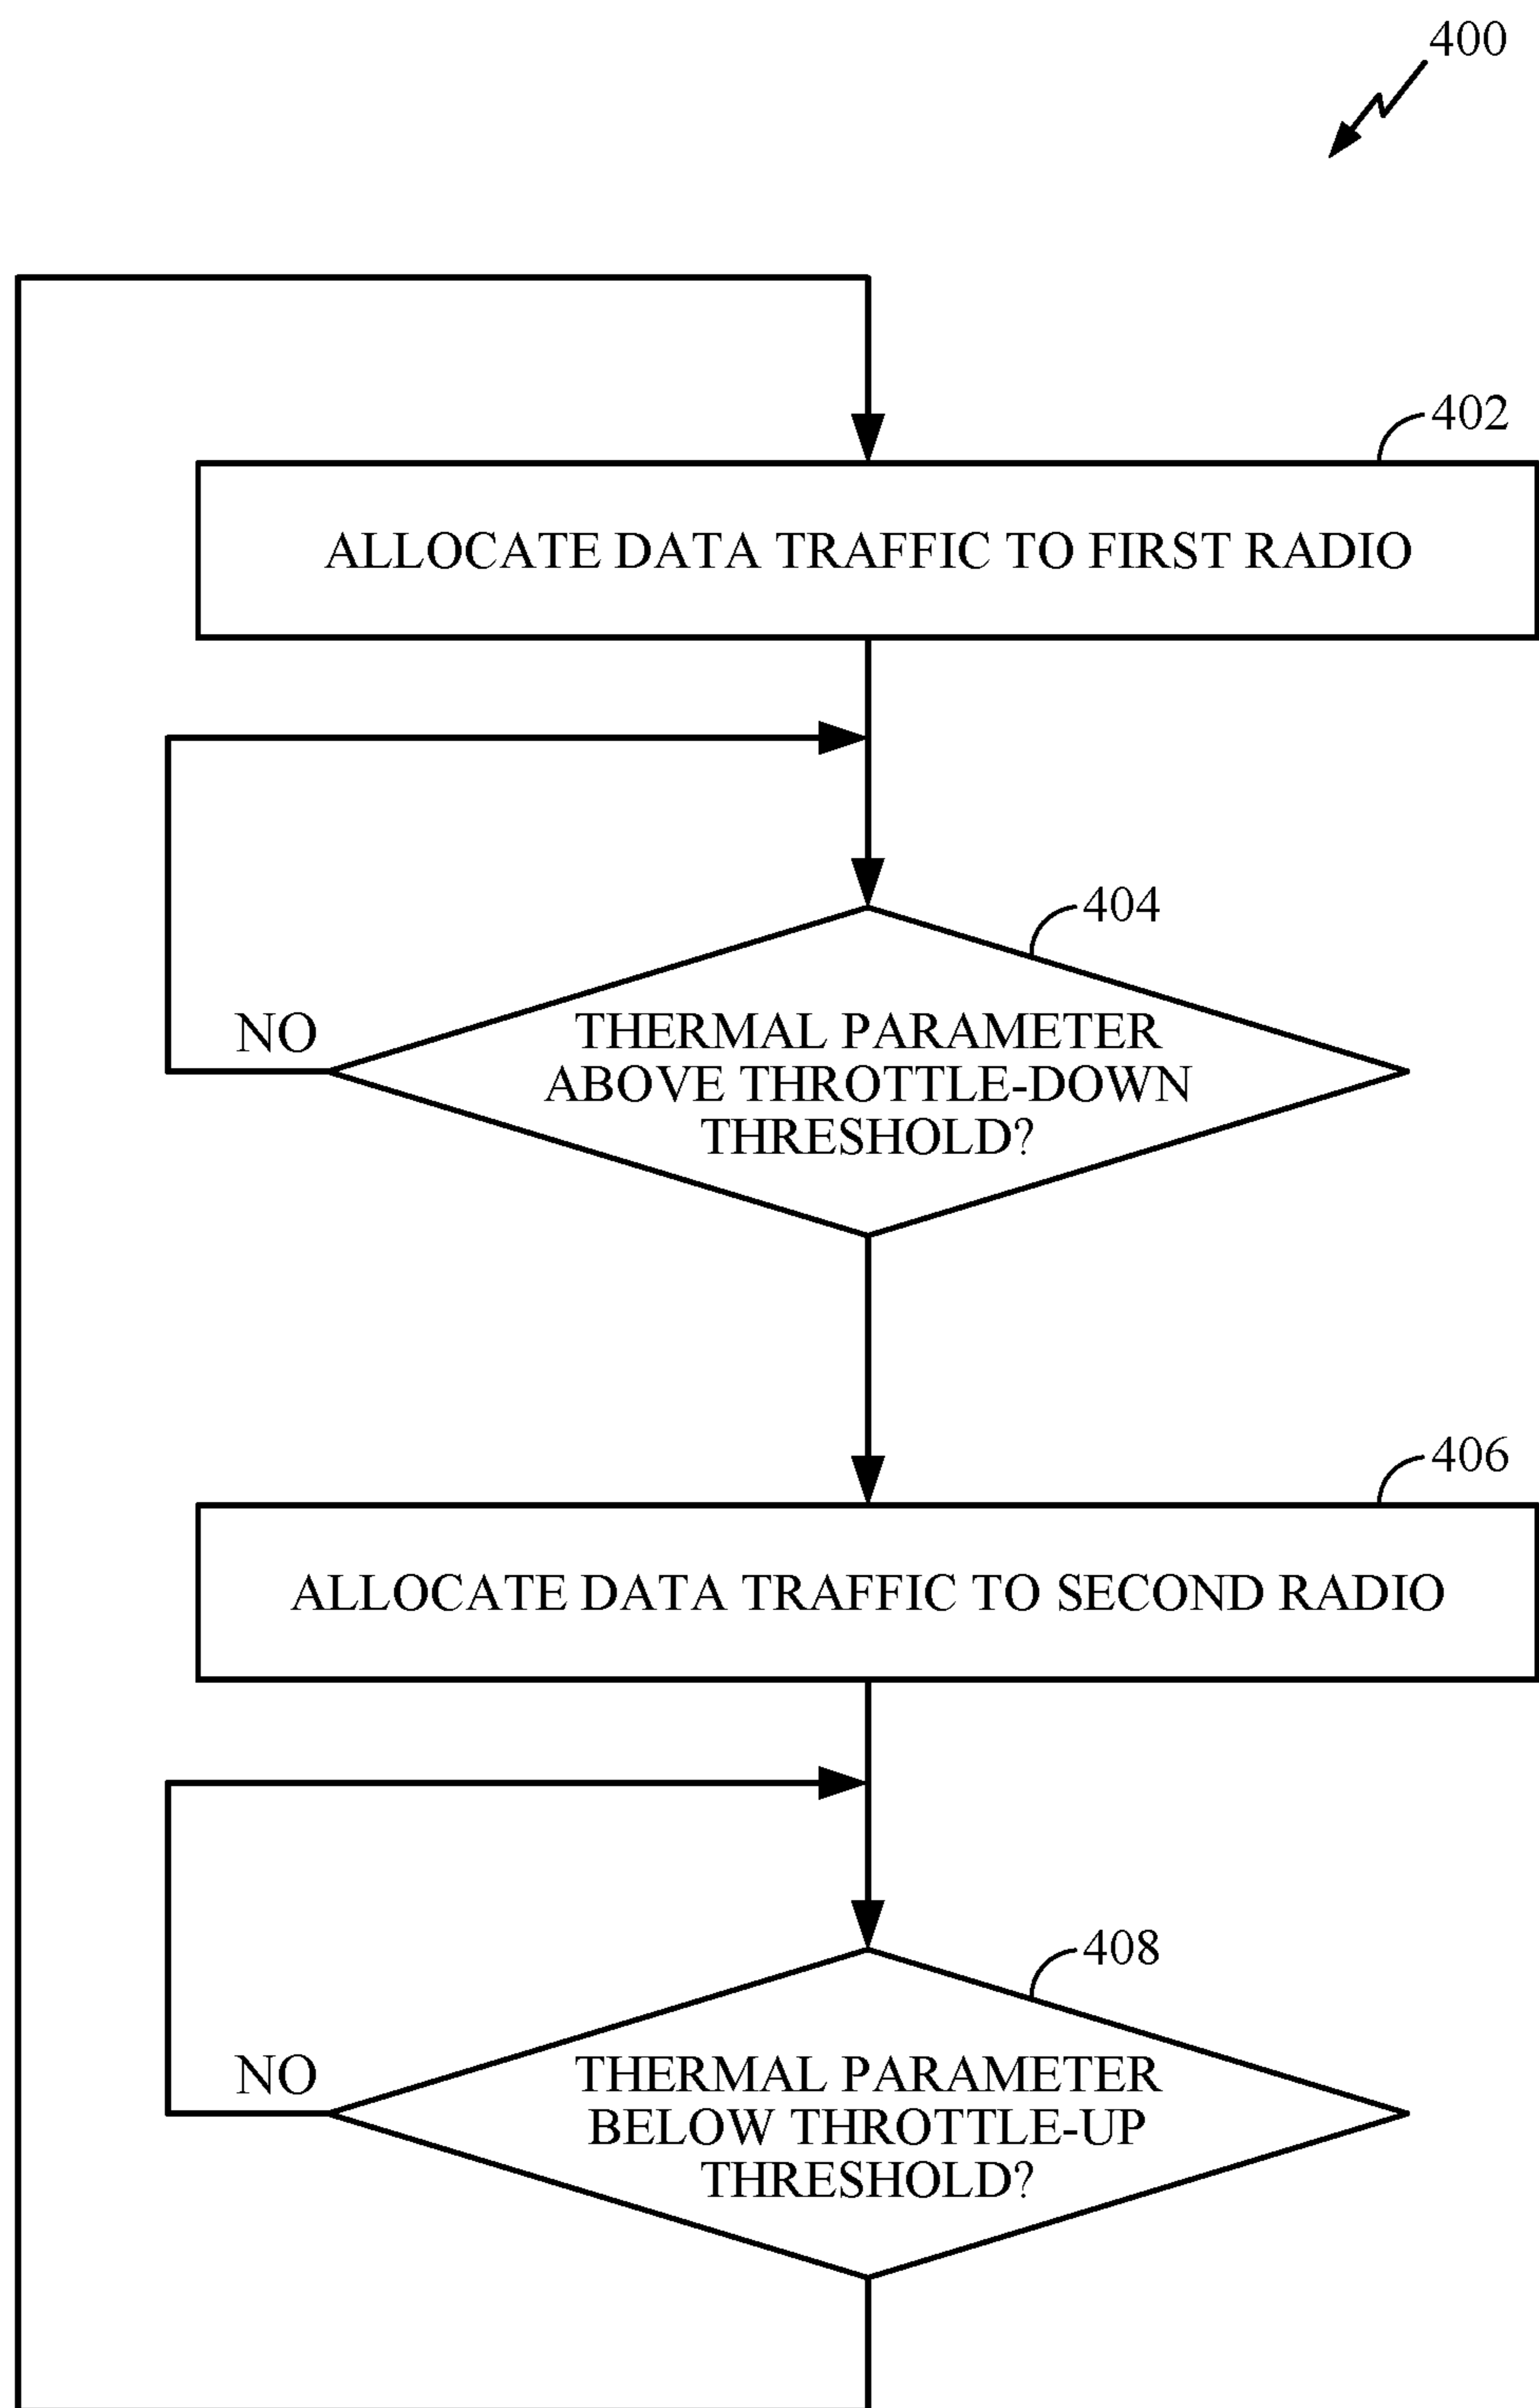 400
402
ALLOCATE DATA TRAFFIC TO FIRST RADIO
404
NO
THERMAL PARAMETER
ABOVE THROTTLE-DOWN
THRESHOLD?
406
ALLOCATE DATA TRAFFIC TO SECOND RADIO
408
NO
THERMAL PARAMETER
BELOW THROTTLE-UP
THRESHOLD?